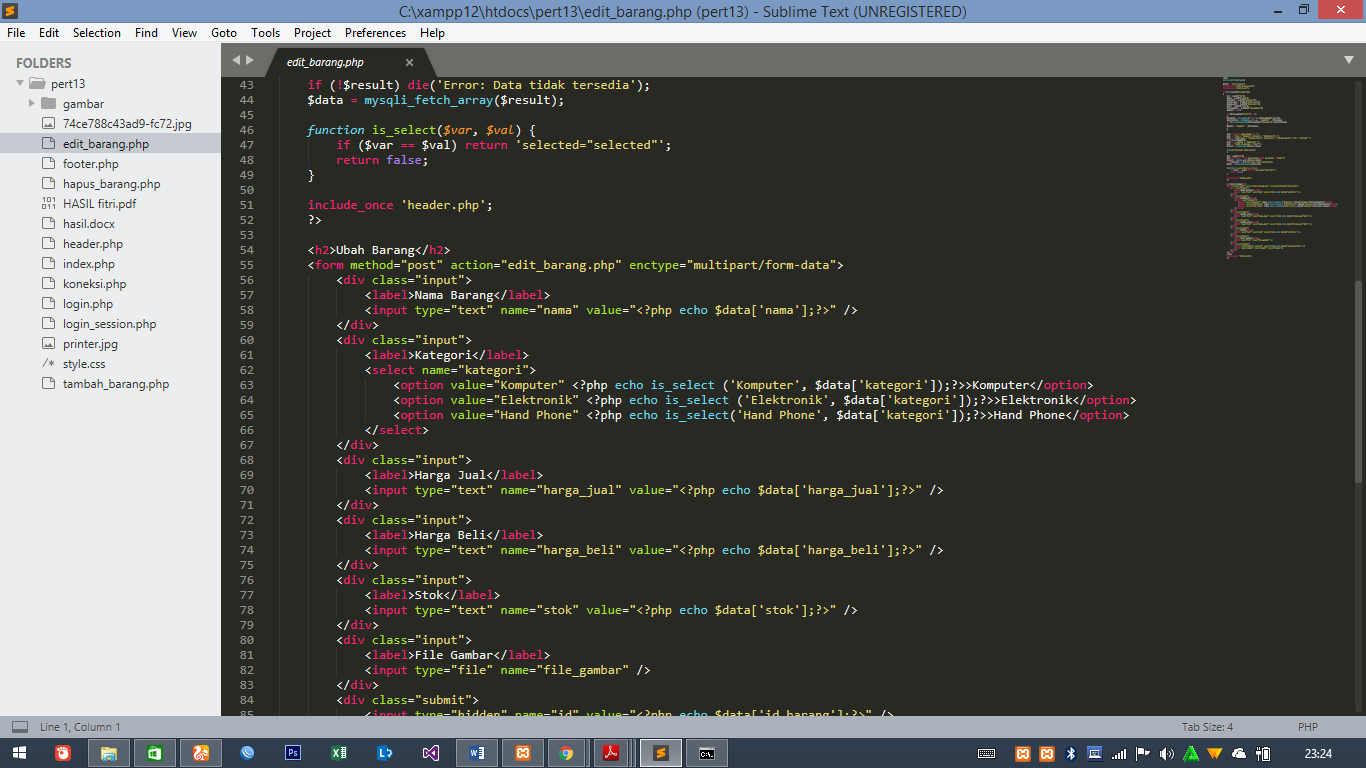 C:\xampp12\htdocs\pert13\edit_barang.php (pert13) - Sublime Text (UNREGISTERED)
File Edit Selection Find View Goto Tools Project Preferences Help
FOLDERS
pert13
gambar
74ce788c43ad9-fc72.jpg
edit_barang.php
footer.php
hapus_barang.php
HASIL fitri.pdf
hasil.docx
header.php
index.php
koneksi.php
login.php
login_session.php
printer.jpg
style.css
tambah_barang.php
edit_barang.php
43 if (!$result) die('Error: Data tidak tersedia');
44 $data = mysqli_fetch_array($result);
45
46 function is_select($var, $val) {
47 if ($var == $val) return 'selected="selected"';
48 return false;
49 }
50
51 include_once 'header.php';
52 ?>
53
54 <h2>Ubah Barang</h2>
55 <form method="post" action="edit_barang.php" enctype="multipart/form-data">
56 <div class="input">
57 <label>Nama Barang</label>
58 <input type="text" name="nama" value="<?php echo $data['nama'];?>" />
59 </div>
60 <div class="input">
61 <label>Kategori</label>
62 <select name="kategori">
63 <option value="Komputer" <?php echo is_select ('Komputer', $data['kategori']);?>>Komputer</option>
64 <option value="Elektronik" <?php echo is_select ('Elektronik', $data['kategori']);?>>Elektronik</option>
65 <option value="Hand Phone" <?php echo is_select('Hand Phone', $data['kategori']);?>>Hand Phone</option>
66 </select>
67 </div>
68 <div class="input">
69 <label>Harga Jual</label>
70 <input type="text" name="harga_jual" value="<?php echo $data['harga_jual'];?>" />
71 </div>
72 <div class="input">
73 <label>Harga Beli</label>
74 <input type="text" name="harga_beli" value="<?php echo $data['harga_beli'];?>" />
75 </div>
76 <div class="input">
77 <label>Stok</label>
78 <input type="text" name="stok" value="<?php echo $data['stok'];?>" />
79 </div>
80 <div class="input">
81 <label>File Gambar</label>
82 <input type="file" name="file_gambar" />
83 </div>
84 <div class="submit">
85 <input type="hidden" name="id" value="<?php echo $data['id_barang'];?>" />
Line 1, Column 1
Tab Size: 4
PHP
23:24